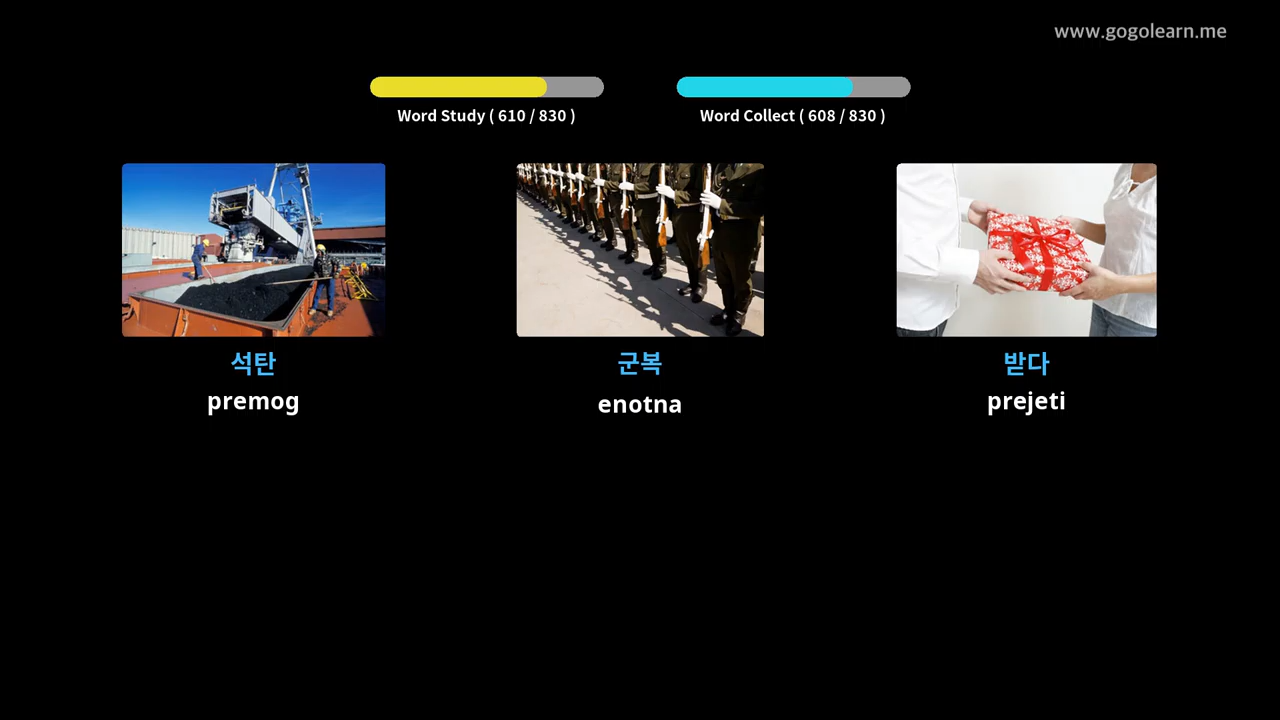 www.gogolearn.me
Word Study ( 610 / 830 )
Word Collect ( 608 / 830 )
석탄
premog
군복
enotna
받다
prejeti